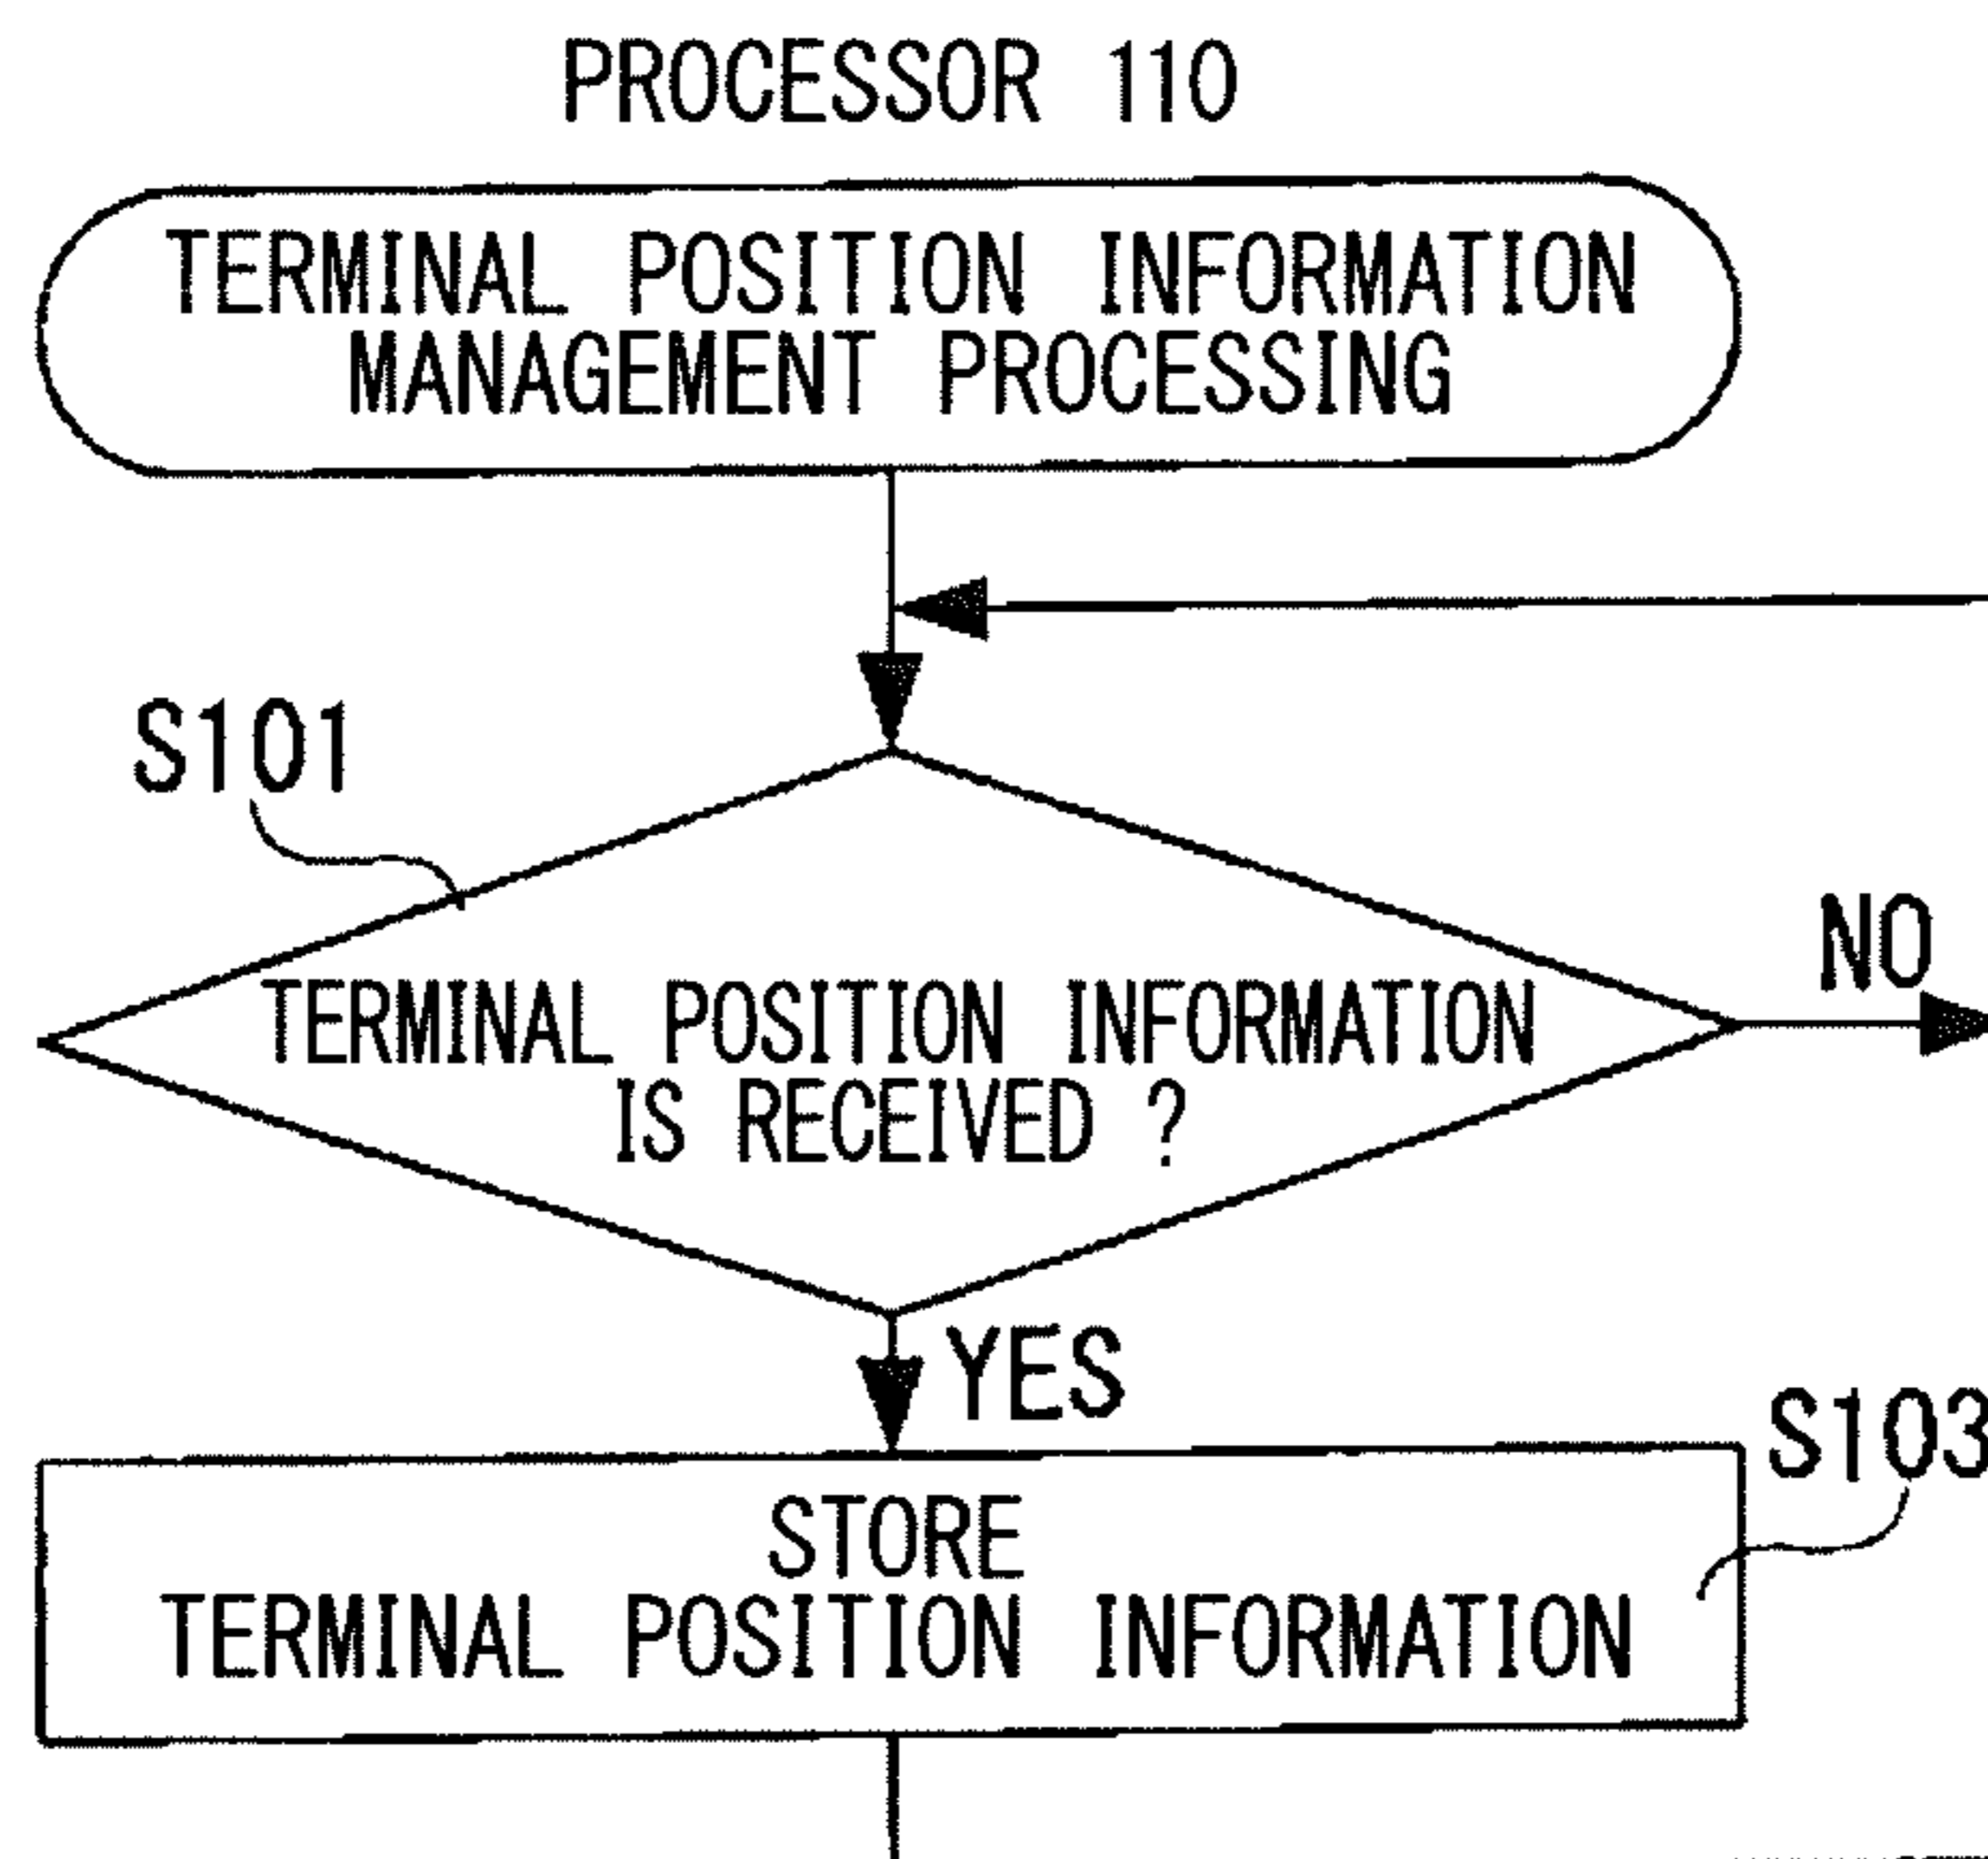 PROCESSOR 110
TERMINAL POSITION INFORMATION
MANAGEMENT PROCESSING
S101
TERMINAL POSITION INFORMATION
IS RECEIVED ?
NO
YES
S103
STORE
TERMINAL POSITION INFORMATION